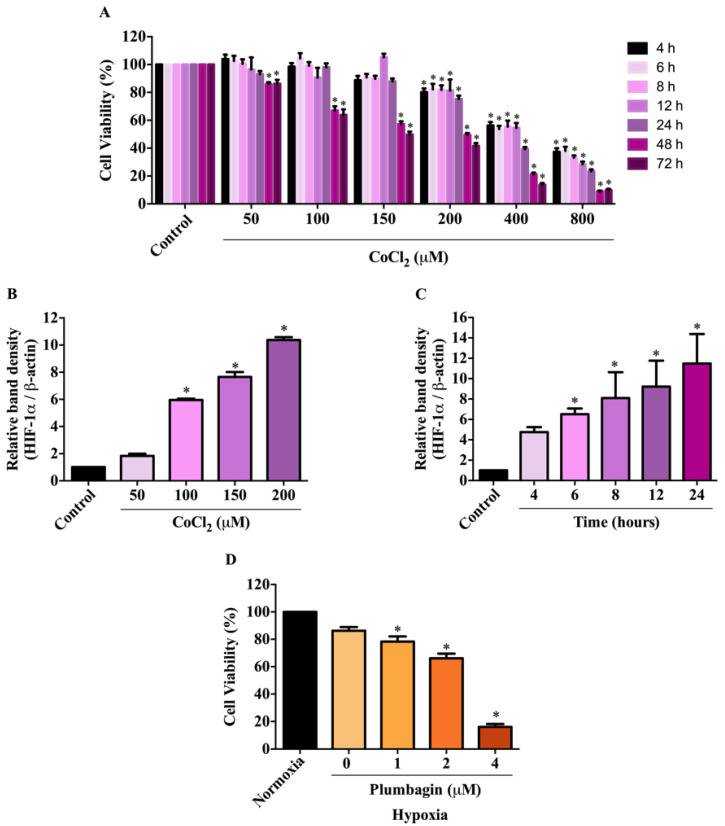 A
Cell Viability (%)
120
100
80
60
40
20
0
* *
* *
* *
* * * * * * *
* * * * * * *
* * * * * * *
4 h
6 h
8 h
12 h
24 h
48 h
72 h
Control
50 100 150 200 400 800
CoCl₂ (μM)
B
Relative band density
(HIF-1α / β-actin)
12
10
8
6
4
2
0
* * *
Control
50 100 150 200
CoCl₂ (μM)
C
Relative band density
(HIF-1α / β-actin)
16
14
12
10
8
6
4
2
0
* * * *
Control
4 6 8 12 24
Time (hours)
D
Cell Viability (%)
120
100
80
60
40
20
0
* * *
Normoxia
0 1 2 4
Plumbagin (μM)
Hypoxia